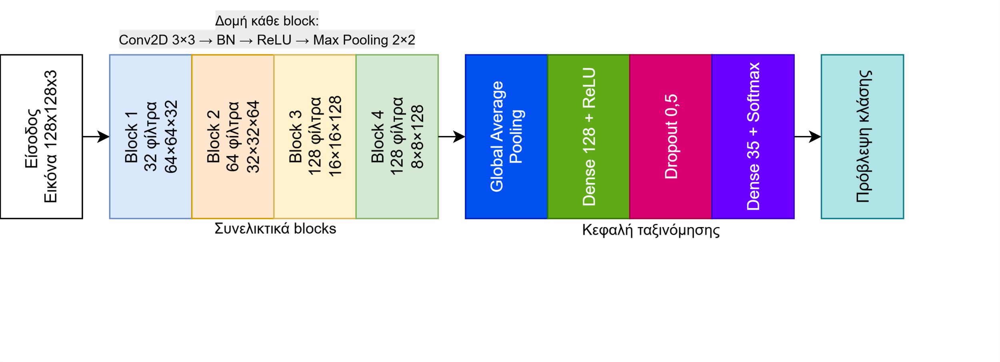 Δομή κάθε block:
Conv2D 3×3 → BN → ReLU → Max Pooling 2×2
Είσοδος
Εικόνα 128x128x3
Block 1
32 φίλτρα
64×64×32
Block 2
64 φίλτρα
32×32×64
Block 3
128 φίλτρα
16×16×128
Block 4
128 φίλτρα
8×8×128
Global Average
Pooling
Dense 128 + ReLU
Dropout 0,5
Dense 35 + Softmax
Πρόβλεψη κλάσης
Συνελικτικά blocks
Κεφαλή ταξινόμησης